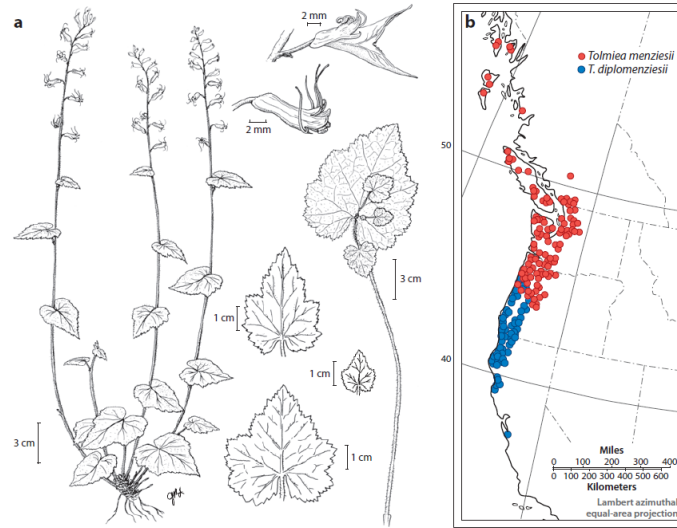 a
2 mm
2 mm
3 cm
1 cm
1 cm
1 cm
3 cm
b
Tolmiea menziesii
T. diplomenziesii
50
40
Miles
0 100 200 300 400
0 100 200 300 400 500 600
Kilometers
Lambert azimuthal
equal-area projection